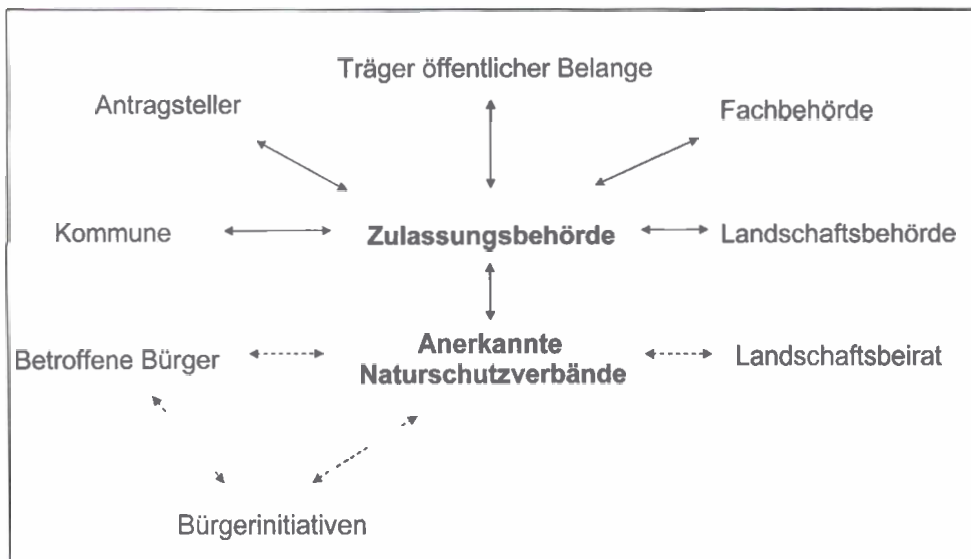 Träger öffentlicher Belange
Antragsteller
Fachbehörde
Kommune
Zulassungsbehörde
Landschaftsbehörde
Betroffene Bürger
Anerkannte
Naturschutzverbände
Landschaftsbeirat
Bürgerinitiativen